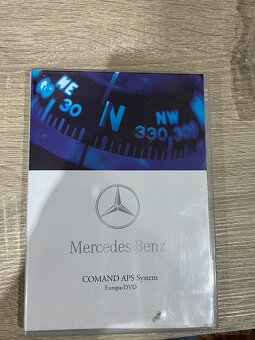 NE
30
N
NW
330
300
Mercedes Benz
COMAND APS System
Europa-DVD